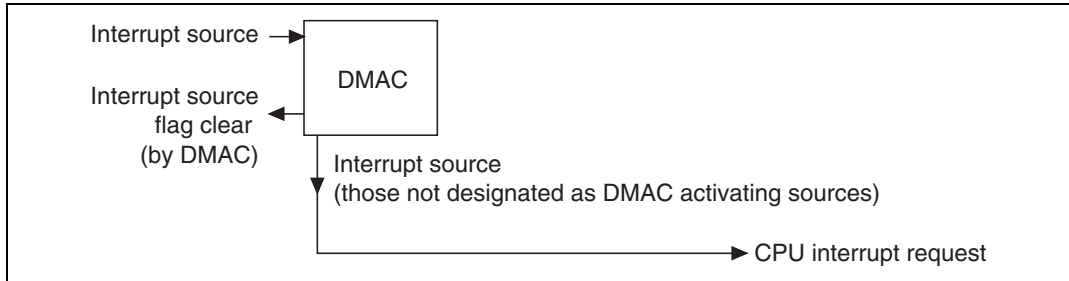 Interrupt source
DMAC
Interrupt source
flag clear
(by DMAC)
Interrupt source
(those not designated as DMAC activating sources)
CPU interrupt request